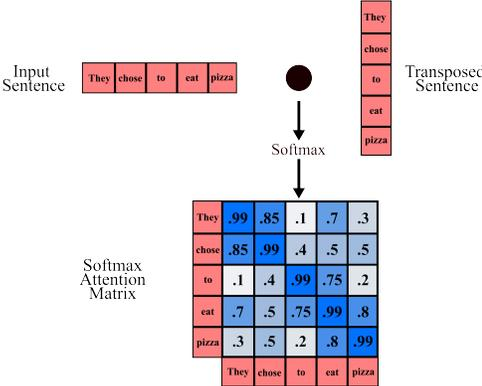 Input
Sentence
They chose to eat pizza
They
chose
to
eat
pizza
Transposed
Sentence
Softmax
Softmax
Attention
Matrix
They .99 .85 .1 .7 .3
chose .85 .99 .4 .5 .5
to .1 .4 .99 .75 .2
eat .7 .5 .75 .99 .8
pizza .3 .5 .2 .8 .99
They chose to eat pizza